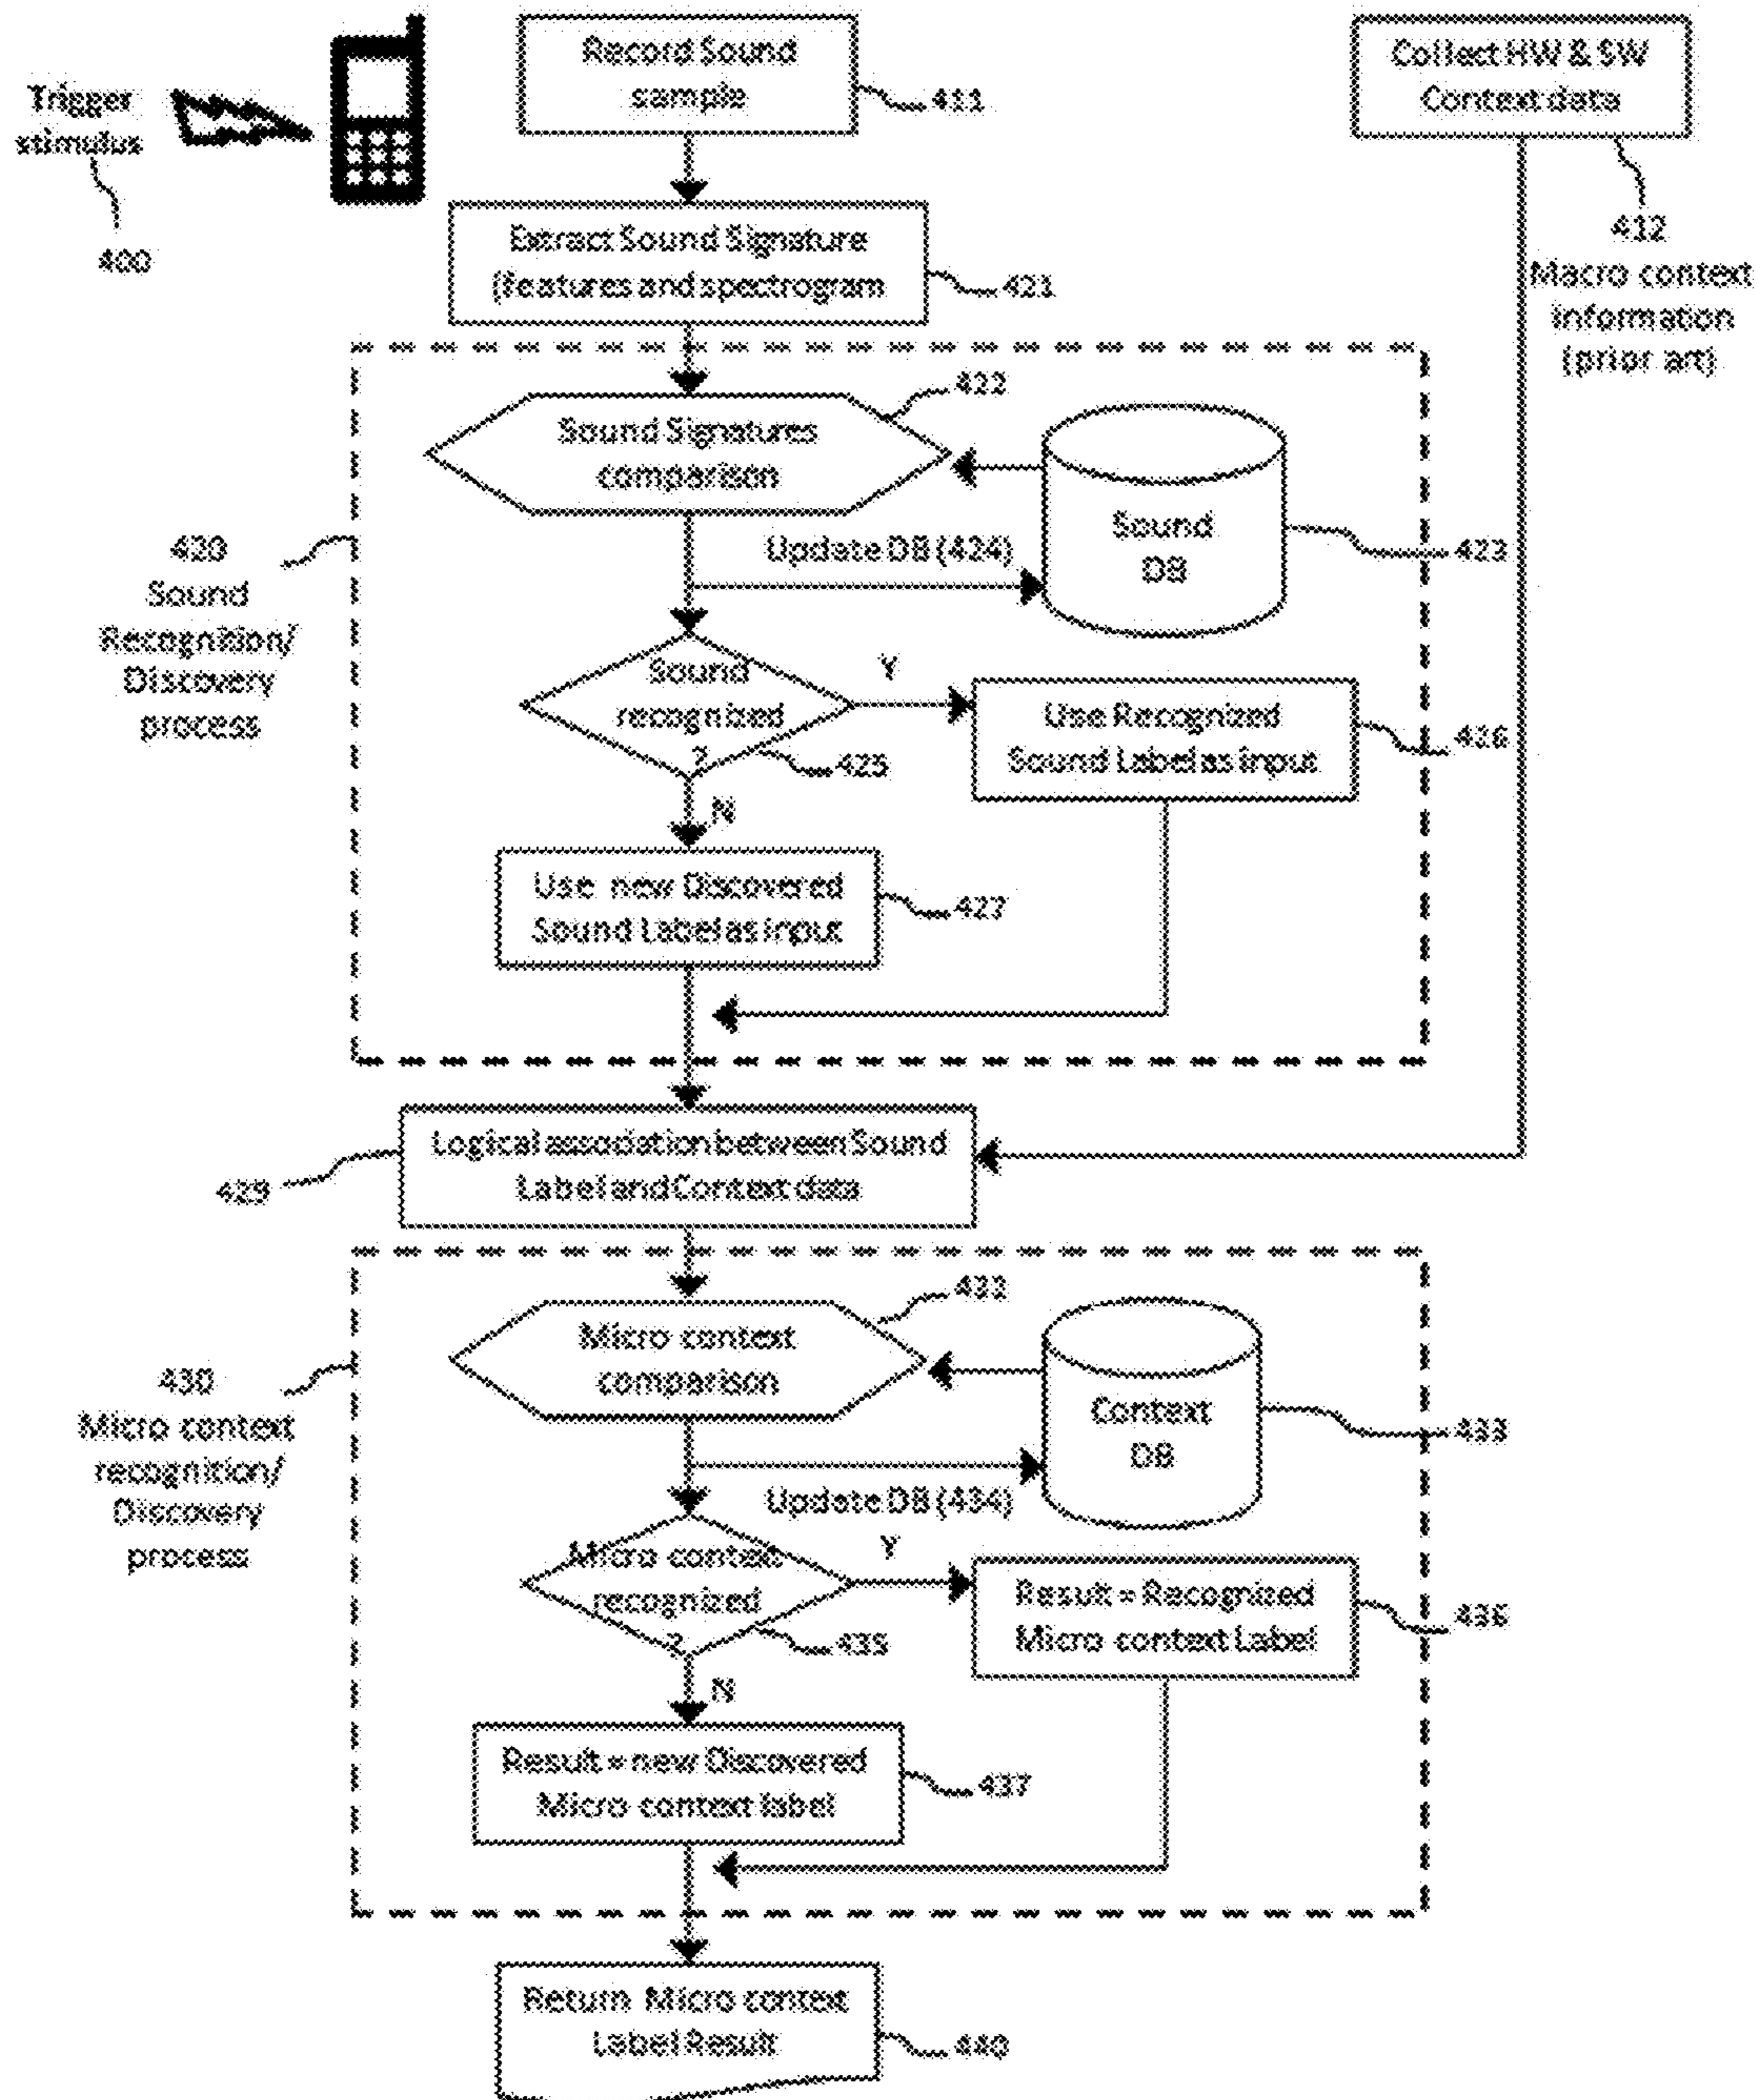 Trigger
stimulus
400
Record Sound
sample
411
Collect HW & SW
Context data
412
Macro context
information
(prior art)
Extract Sound Signature
(features and spectrogram
421
420
Sound
Recognition/
Discovery
process
Sound Signatures
comparison
422
Sound
DB
423
Update DB (424)
Sound
recognized
?
425
Y
Use Recognized
Sound Label as input
426
N
Use new Discovered
Sound Label as input
427
Logical association between Sound
Label and Context data
429
430
Micro context
recognition/
Discovery
process
Micro context
comparison
432
Context
DB
433
Update DB (434)
Micro context
recognized
?
435
Y
Result = Recognized
Micro context Label
436
N
Result = new Discovered
Micro context label
437
Return Micro context
Label Result
440